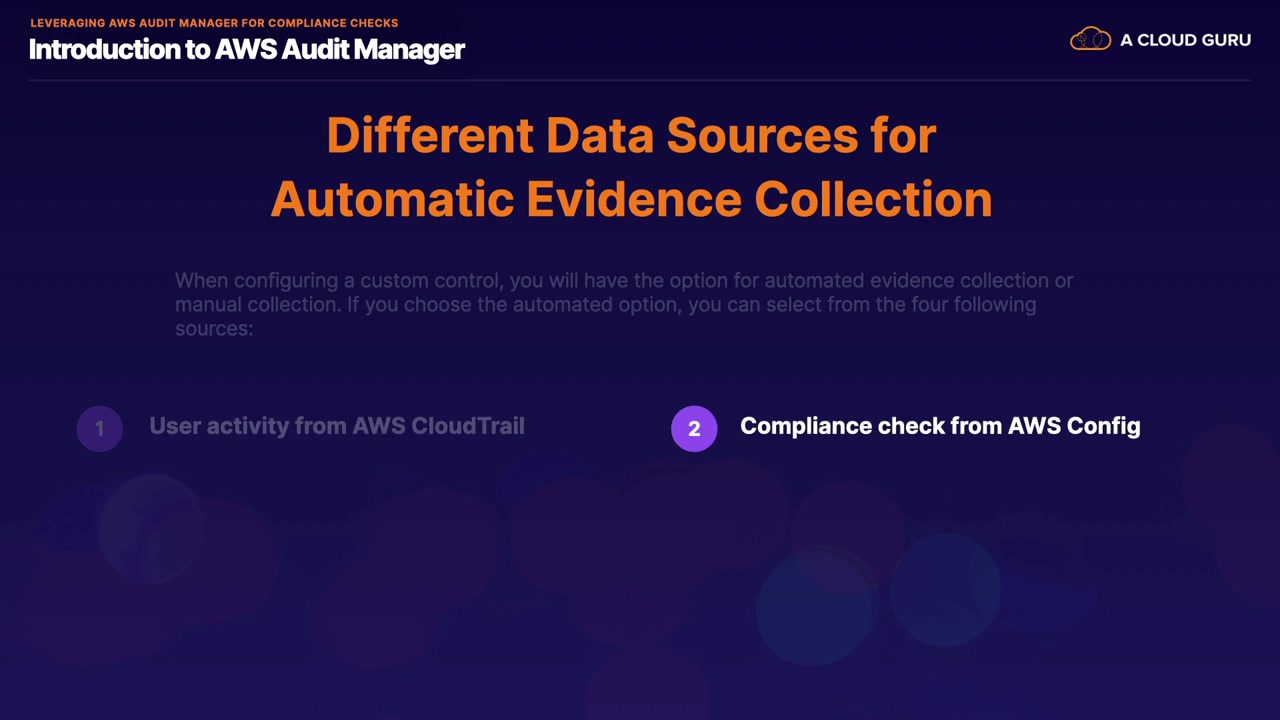 LEVERAGING AWS AUDIT MANAGER FOR COMPLIANCE CHECKS
Introduction to AWS Audit Manager
A CLOUD GURU
Different Data Sources for
Automatic Evidence Collection
When configuring a custom control, you will have the option for automated evidence collection or
manual collection. If you choose the automated option, you can select from the four following
sources:
1 User activity from AWS CloudTrail
2 Compliance check from AWS Config